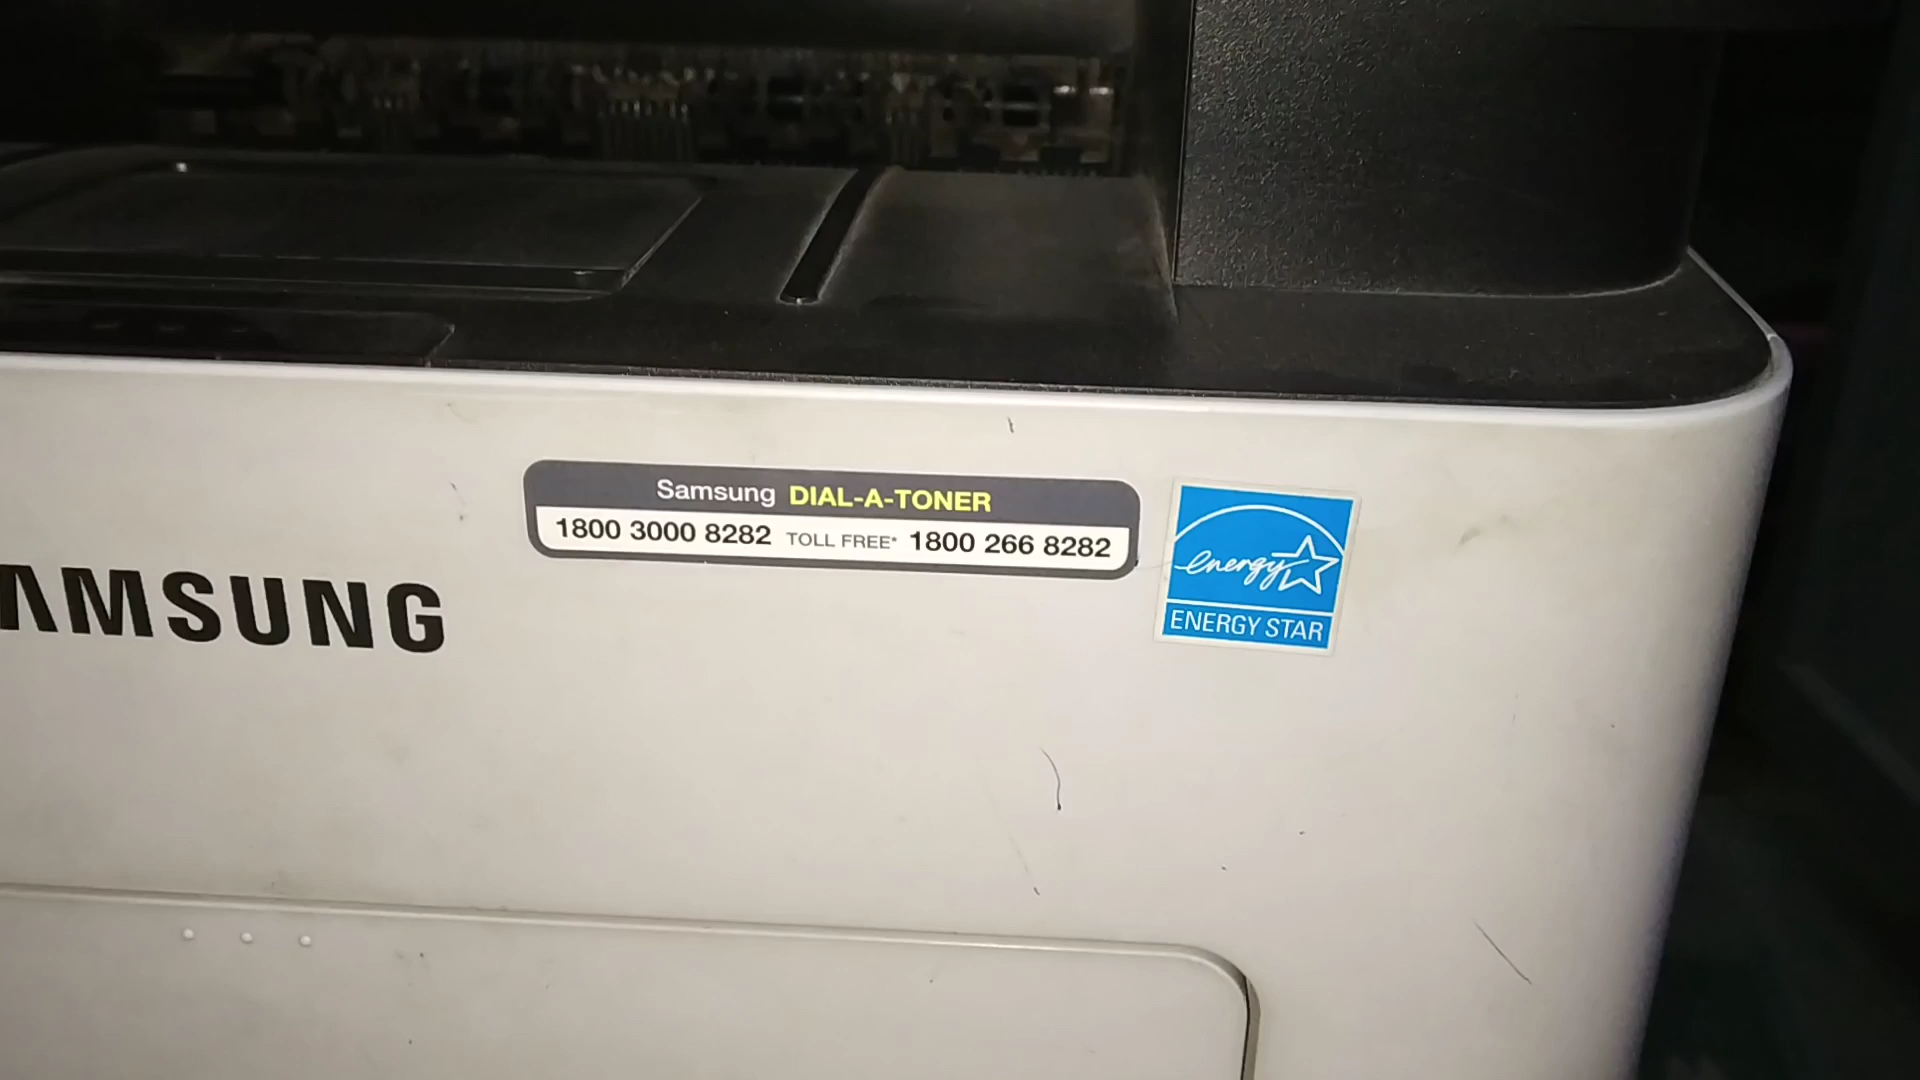 Samsung DIAL-A-TONER
1800 3000 8282 TOLL FREE* 1800 266 8282
energy
ENERGY STAR
AMSUNG